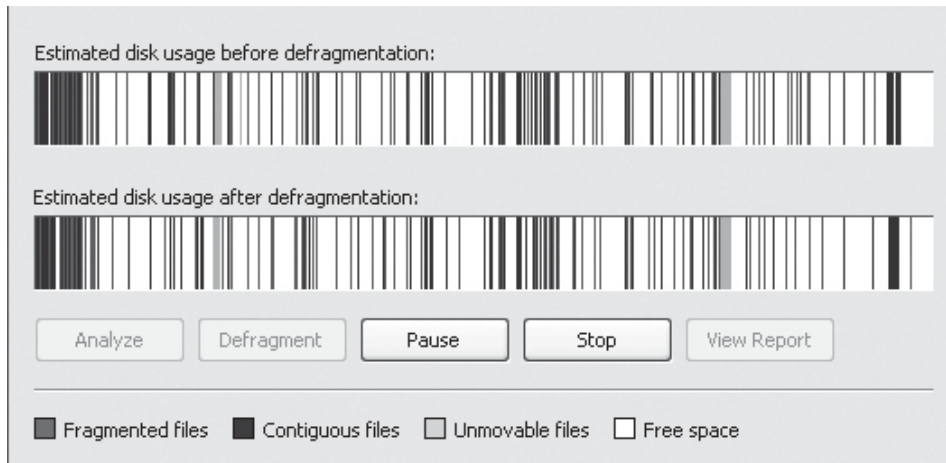 Estimated disk usage before defragmentation:
Estimated disk usage after defragmentation:
Analyze Defragment Pause Stop View Report
Fragmented files Contiguous files Unmovable files Free space